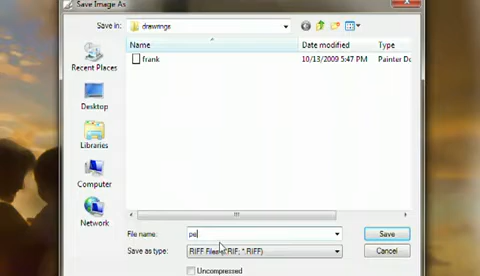 Save Image As
Save in:
drawrings
Name
Date modified
Type
frank
10/13/2009 5:47 PM
Painter Do
Recent Places
Desktop
Libraries
Computer
Network
File name:
pe
Save
Save as type:
RIFF Files (*.RIF; *.RIFF)
Cancel
Uncompressed